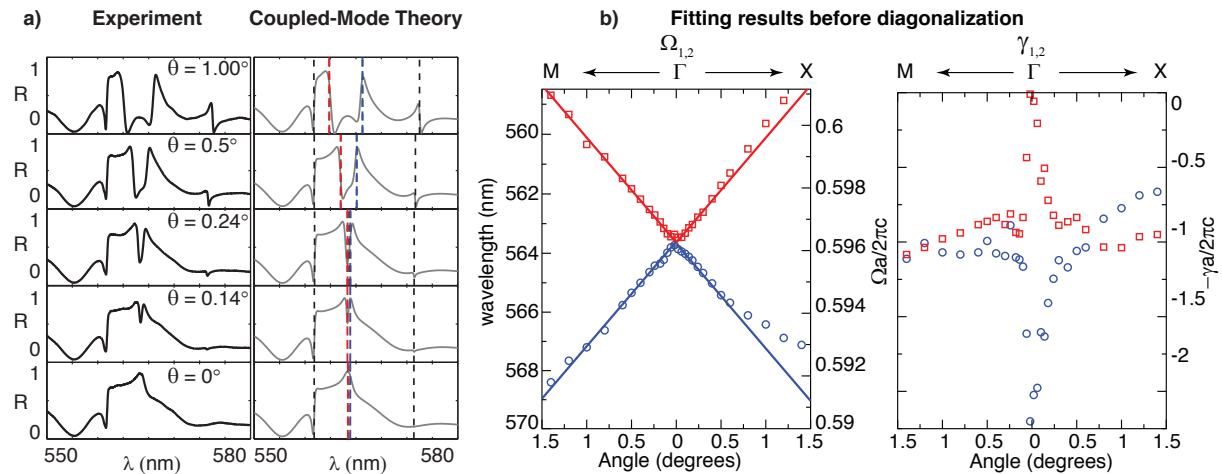 a) Experiment Coupled-Mode Theory
1
R
0
θ = 1.00°
1
R
0
θ = 0.5°
1
R
0
θ = 0.24°
1
R
0
θ = 0.14°
1
R
0
θ = 0°
550 580 550 580
λ (nm) λ (nm)
b) Fitting results before diagonalization
Ω1,2
M Γ X
wavelength (nm)
560
562
564
566
568
570
0.6
0.598
0.596
0.594
0.592
0.59
Ωa/2πc
1.5 1 0.5 0 0.5 1 1.5
Angle (degrees)
γ1,2
M Γ X
0
-0.5
-1
-1.5
-2
-γa/2πc
1.5 1 0.5 0 0.5 1 1.5
Angle (degrees)